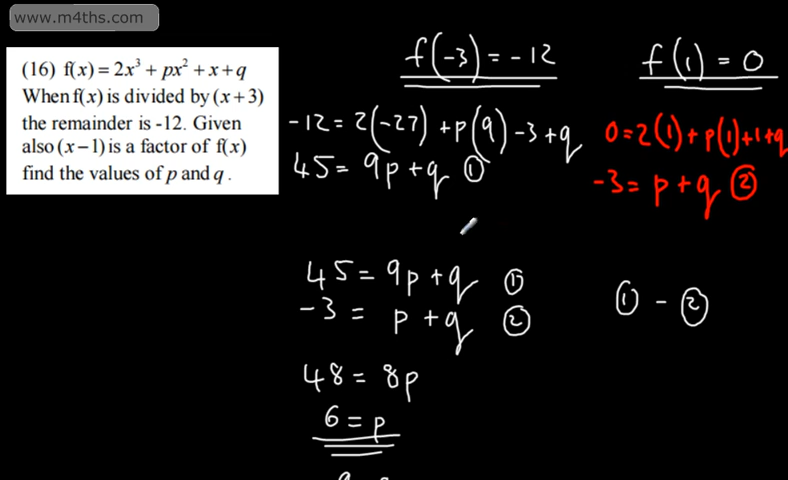 www.m4ths.com
(16) f(x) = 2x³ + px² + x + q
When f(x) is divided by (x+3)
the remainder is -12. Given
also (x−1) is a factor of f(x)
find the values of p and q.
f(-3) = -12
-12 = 2(-27) + p(9) - 3 + q
45 = 9p + q ①
f(1) = 0
0 = 2(1) + p(1) + 1 + q
-3 = p + q ②
45 = 9p + q ①
-3 = p + q ②
① - ②
48 = 8p
6 = p